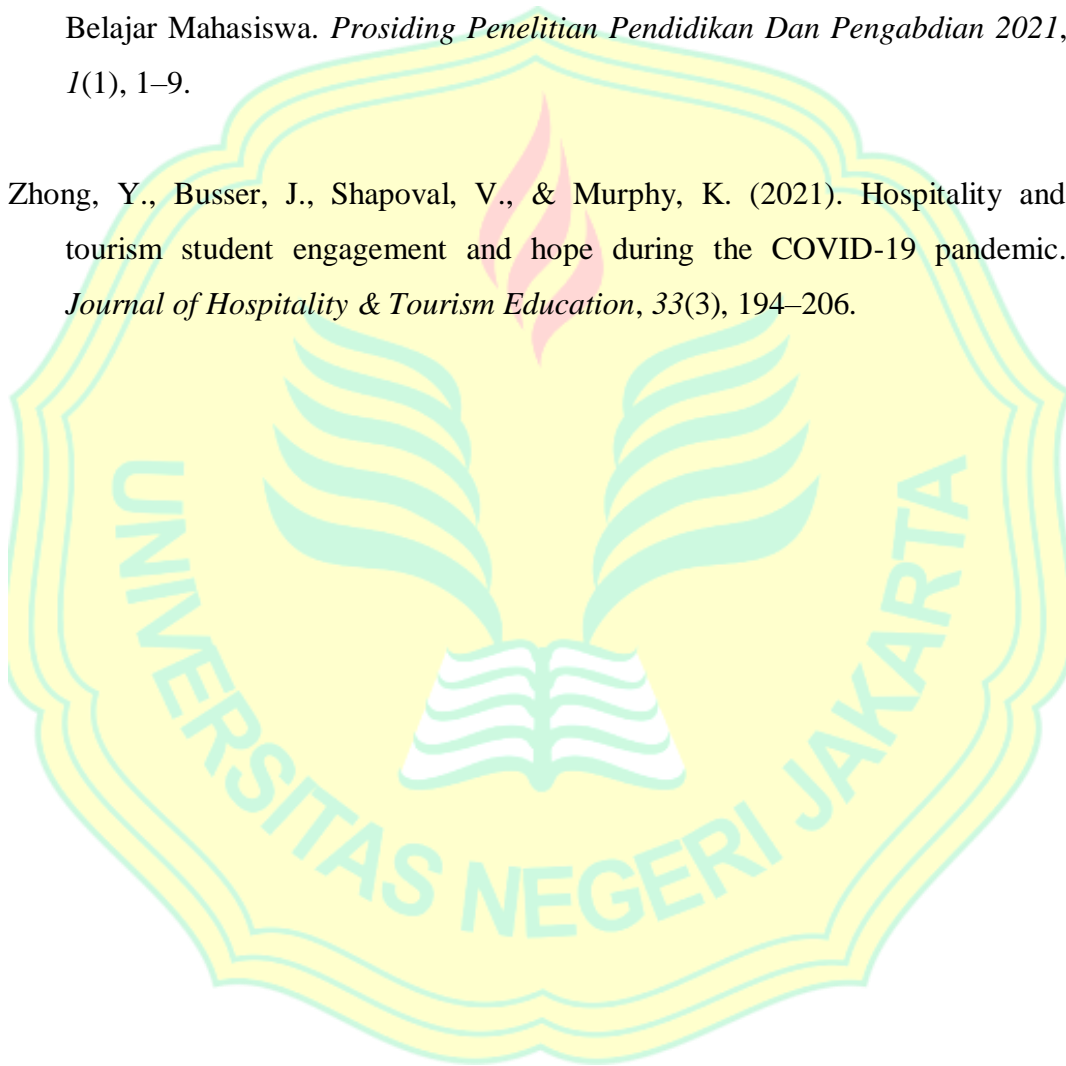 Belajar Mahasiswa. Prosiding Penelitian Pendidikan Dan Pengabdian 2021,
1(1), 1–9.
Zhong, Y., Busser, J., Shapoval, V., & Murphy, K. (2021). Hospitality and
tourism student engagement and hope during the COVID-19 pandemic.
Journal of Hospitality & Tourism Education, 33(3), 194–206.
UNIVERSITAS NEGERI JAKARTA